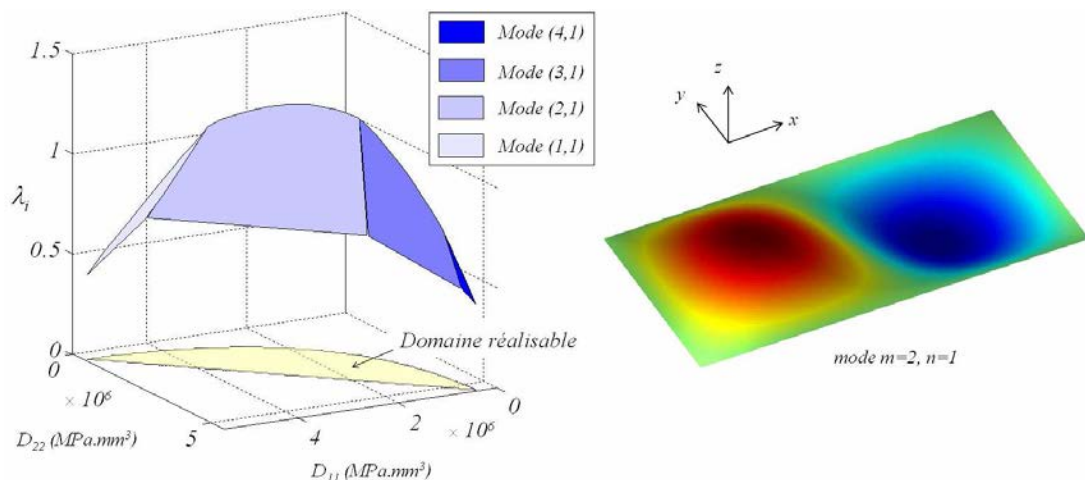 1.5
1
0.5
0
λi
Mode (4,1)
Mode (3,1)
Mode (2,1)
Mode (1,1)
Domaine réalisable
0
× 10⁶
5
D₂₂ (MPa.mm³)
4
2
× 10⁶
0
D₁₁ (MPa.mm³)
z
y
x
mode m=2, n=1